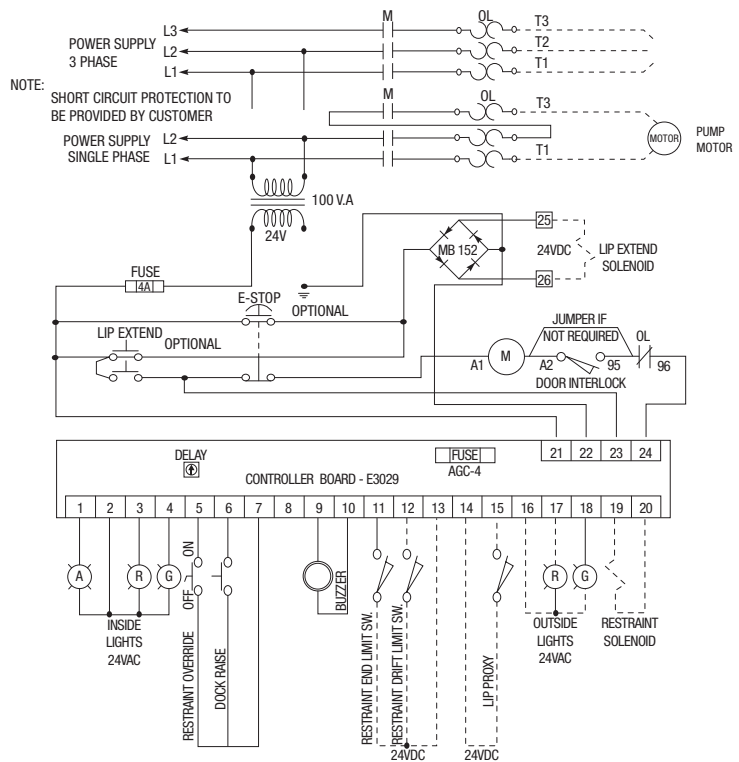 M OL T3
L3
POWER SUPPLY
3 PHASE
L2 T2
L1 T1
NOTE:
SHORT CIRCUIT PROTECTION TO
BE PROVIDED BY CUSTOMER
M OL T3
POWER SUPPLY
SINGLE PHASE
L2
L1 T1
MOTOR
PUMP
MOTOR
100 V.A
24V
MB 152
25
24VDC
26
LIP EXTEND
SOLENOID
FUSE
4A
E-STOP
OPTIONAL
LIP EXTEND
OPTIONAL
JUMPER IF
NOT REQUIRED
OL
A1 M A2 95 96
DOOR INTERLOCK
21 22 23 24
DELAY
FUSE
AGC-4
CONTROLLER BOARD - E3029
1 2 3 4 5 6 7 8 9 10 11 12 13 14 15 16 17 18 19 20
A R G
ON
OFF
INSIDE
LIGHTS
24VAC
RESTRAINT OVERRIDE
DOCK RAISE
BUZZER
RESTRAINT END LIMIT SW.
RESTRAINT DRIFT LIMIT SW.
24VDC
LIP PROXY
24VDC
R G
OUTSIDE
LIGHTS
24VAC
RESTRAINT
SOLENOID